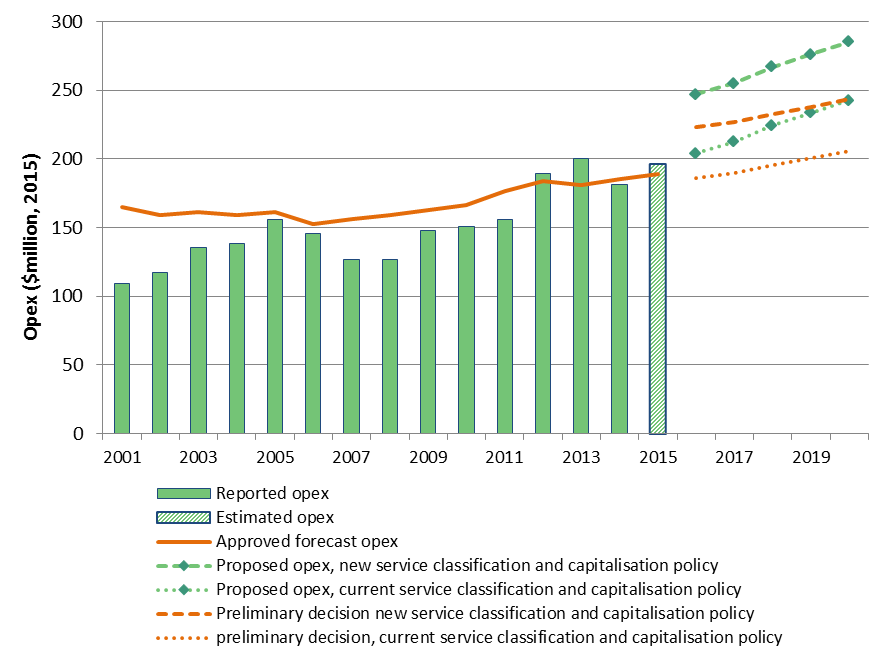 300
250
200
150
100
50
0
Opex ($million, 2015)
2001 2003 2005 2007 2009 2011 2013 2015 2017 2019
Reported opex
Estimated opex
Approved forecast opex
Proposed opex, new service classification and capitalisation policy
Proposed opex, current service classification and capitalisation policy
Preliminary decision new service classification and capitalisation policy
preliminary decision, current service classification and capitalisation policy